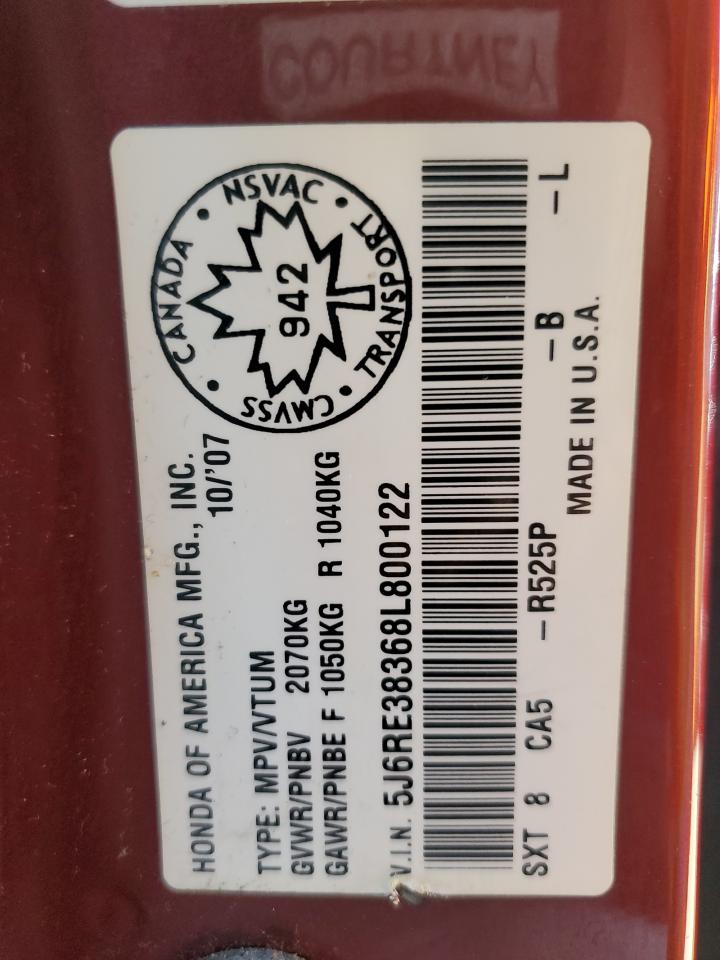 COURTNEY
HONDA OF AMERICA MFG., INC.
10/'07
TYPE: MPV/VTUM
GVWR/PNBV 2070KG
GAWR/PNBE F 1050KG R 1040KG
V.I.N. 5J6RE38368L800122
SXT 8 CA5 -R525P -B -L
MADE IN U.S.A.
CANADA • NSVAC • TRANSPORT • CMVSS •
942